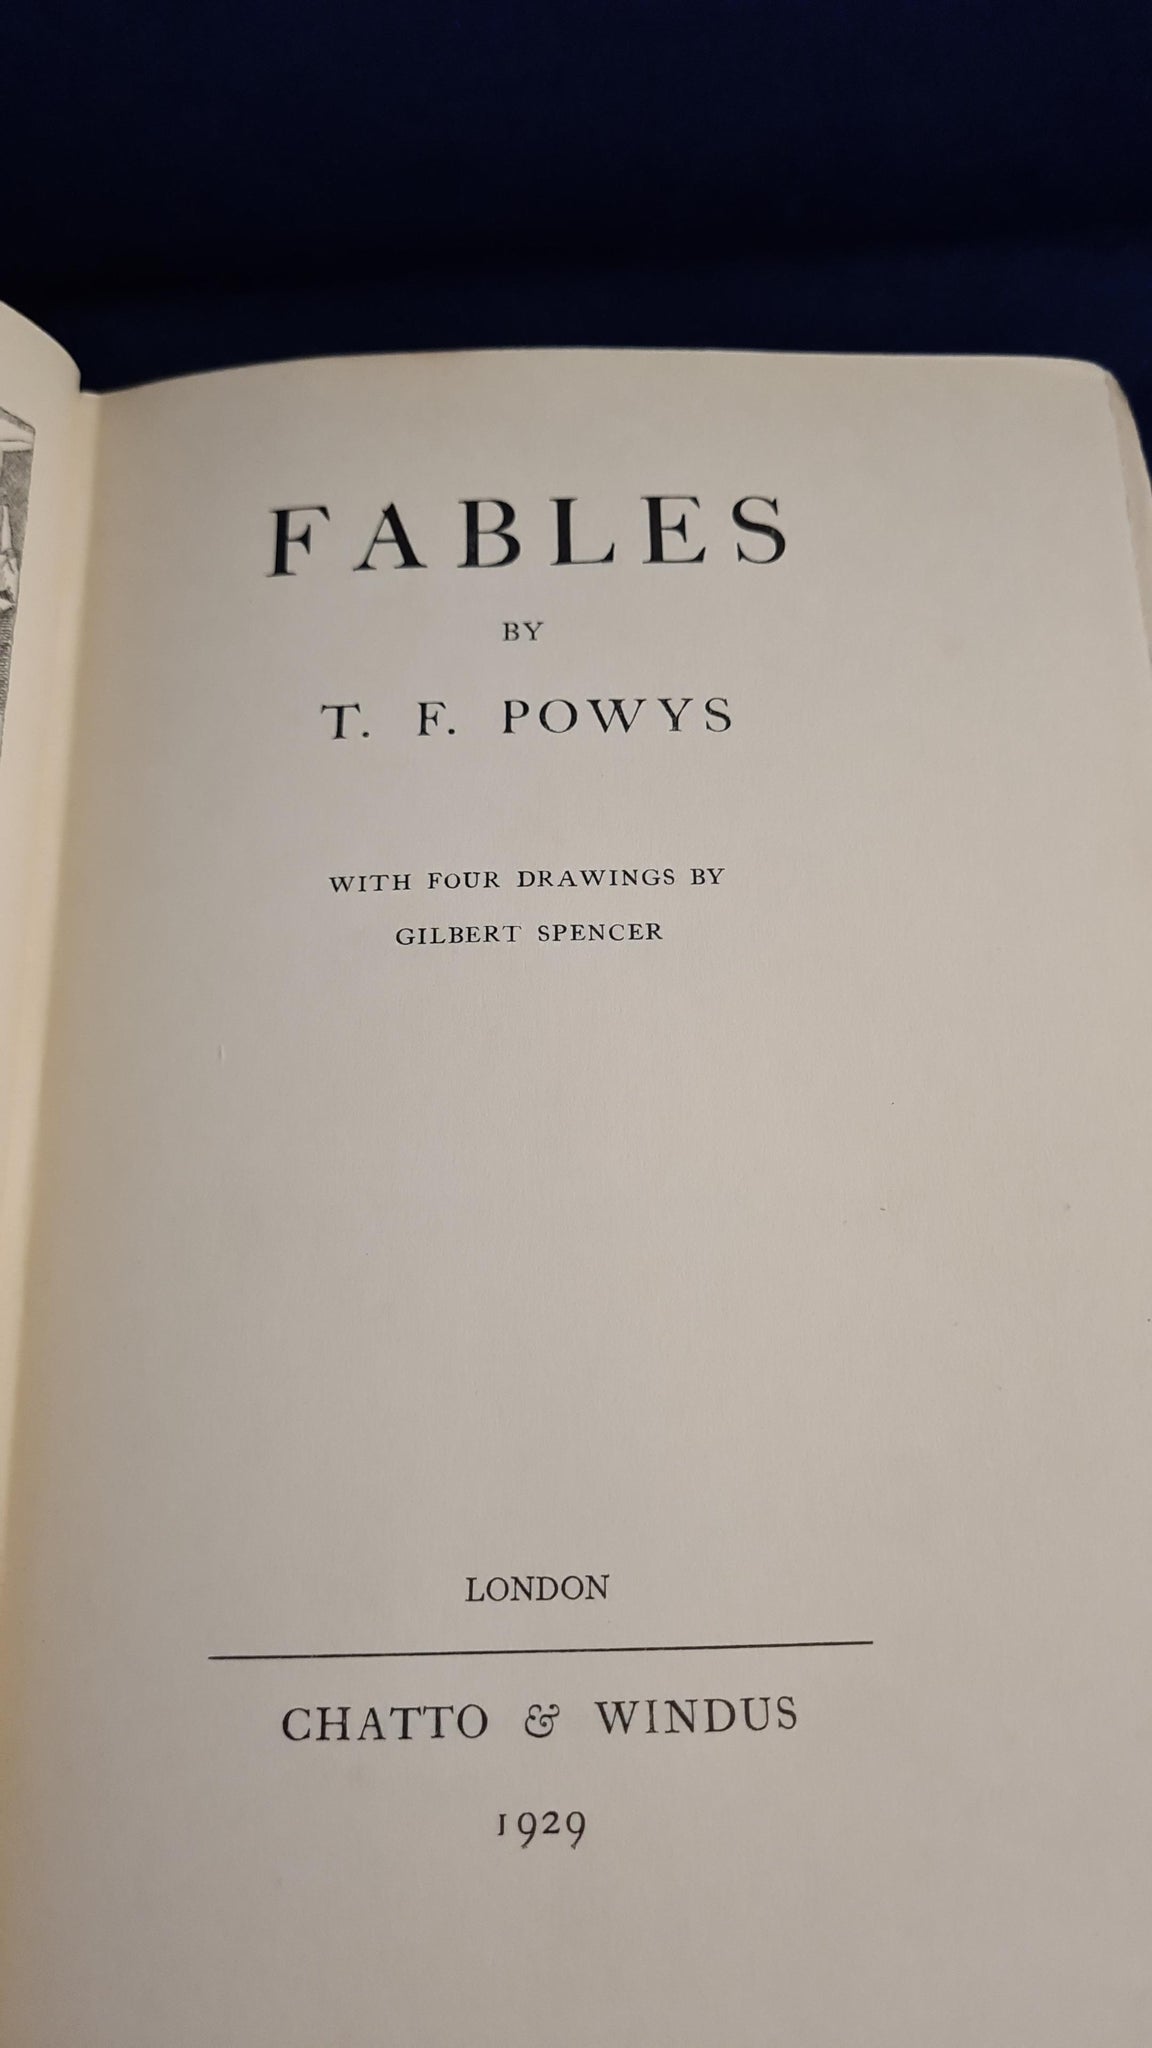 FABLES
BY
T. F. POWYS
WITH FOUR DRAWINGS BY
GILBERT SPENCER
LONDON
CHATTO & WINDUS
1929